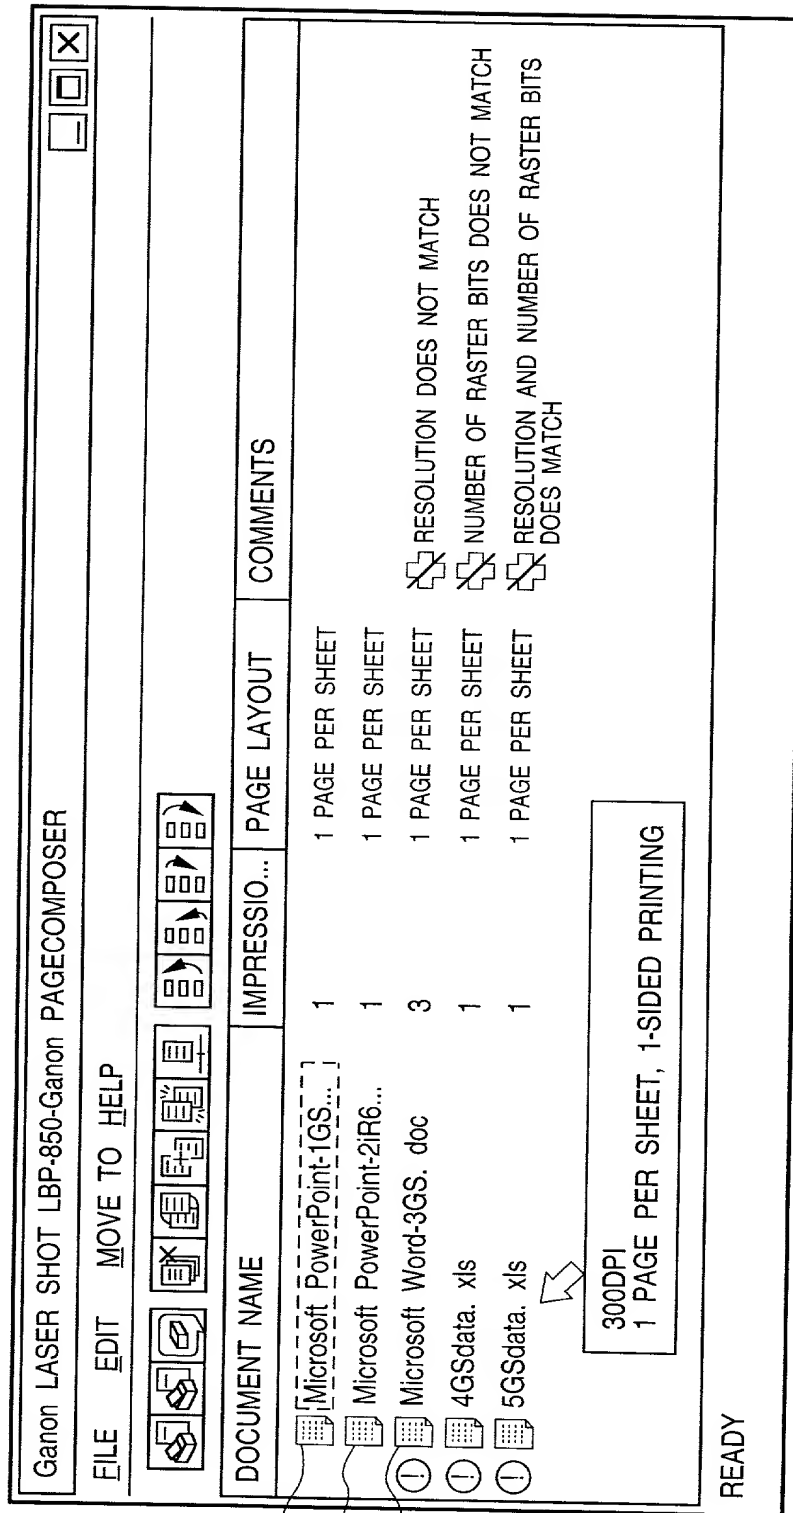 Ganon LASER SHOT LBP-850-Ganon PAGECOMPOSER
FILE EDIT MOVE TO HELP
DOCUMENT NAME IMPRESSIO... PAGE LAYOUT COMMENTS
Microsoft PowerPoint-1GS... 1 1 PAGE PER SHEET
Microsoft PowerPoint-2iR6... 1 1 PAGE PER SHEET
Microsoft Word-3GS. doc 3 1 PAGE PER SHEET RESOLUTION DOES NOT MATCH
4GSdata. xls 1 1 PAGE PER SHEET NUMBER OF RASTER BITS DOES NOT MATCH
5GSdata. xls 1 1 PAGE PER SHEET RESOLUTION AND NUMBER OF RASTER BITS
DOES MATCH
300DPI
1 PAGE PER SHEET, 1-SIDED PRINTING
READY